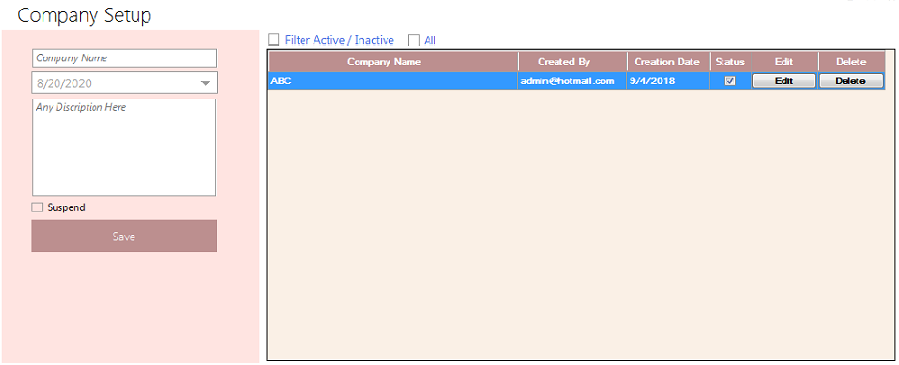 Company Setup
Company Name
8/20/2020
Any Discription Here
Suspend
Save
Filter Active / Inactive All
Company Name Created By Creation Date Status Edit Delete
ABC admin@hotmail.com 9/4/2018 Edit Delete